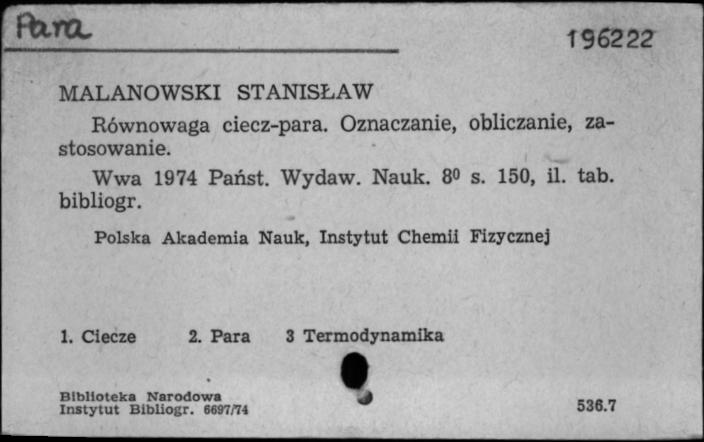 Para
196222
MALANOWSKI STANISŁAW
Równowaga ciecz-para. Oznaczanie, obliczanie, za-
stosowanie.
Wwa 1974 Państ. Wydaw. Nauk. 8⁰ s. 150, il. tab.
bibliogr.
Polska Akademia Nauk, Instytut Chemii Fizycznej
1. Ciecze 2. Para 3 Termodynamika
Biblioteka Narodowa
Instytut Bibliogr. 6697/74
536.7